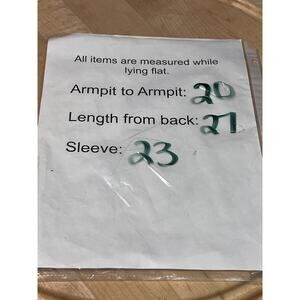 All items are measured while
lying flat.
Armpit to Armpit: 20
Length from back: 27
Sleeve: 23